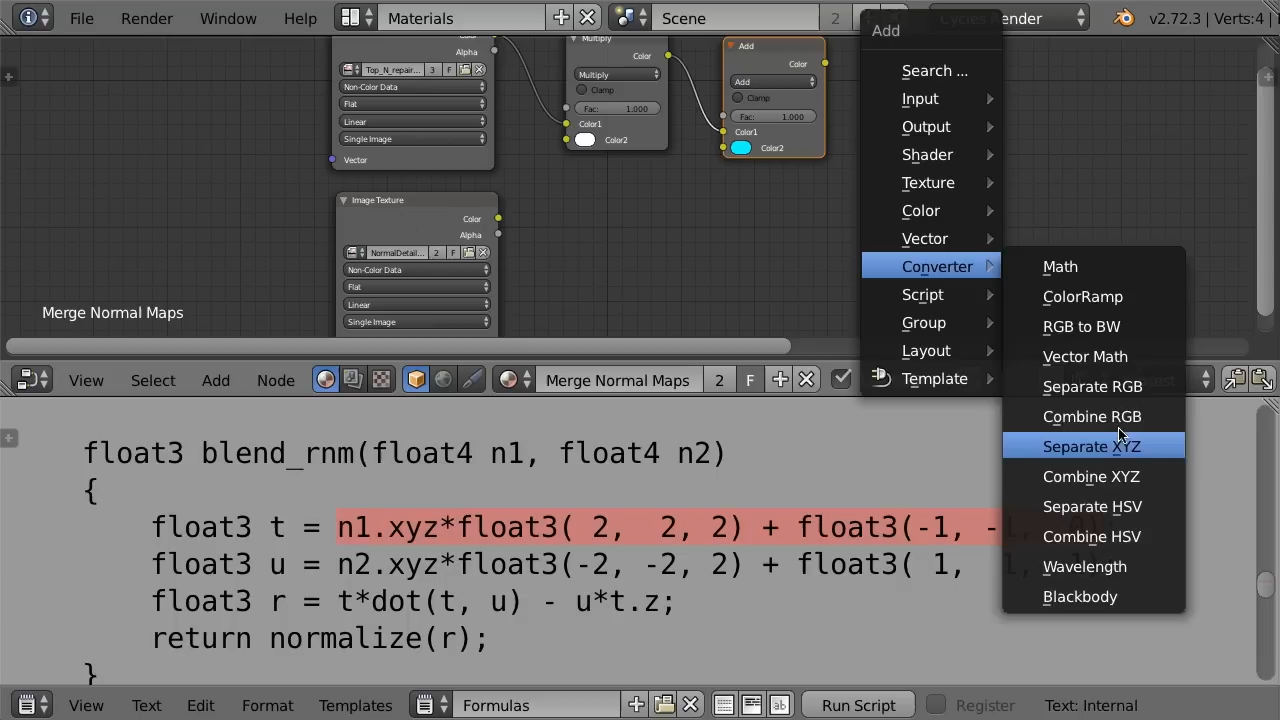 File Render Window Help Materials Scene 2 Cycles Render v2.72.3 | Verts:4 |
Add
Search ...
Input
Output
Shader
Texture
Color
Vector
Converter
Script
Group
Layout
Template
Math
ColorRamp
RGB to BW
Vector Math
Separate RGB
Combine RGB
Separate XYZ
Combine XYZ
Separate HSV
Combine HSV
Wavelength
Blackbody
Alpha
Top_N_repair... 3 F
Non-Color Data
Flat
Linear
Single Image
Vector
Multiply
Color
Multiply
Clamp
Fac: 1.000
Color1
Color2
Add
Color
Add
Clamp
Fac: 1.000
Color1
Color2
Image Texture
Color
Alpha
NormalDetail... 2 F
Non-Color Data
Flat
Linear
Single Image
Merge Normal Maps
View Select Add Node Merge Normal Maps 2 F
float3 blend_rnm(float4 n1, float4 n2)
{
float3 t = n1.xyz*float3( 2, 2, 2) + float3(-1, -1, 0);
float3 u = n2.xyz*float3(-2, -2, 2) + float3( 1,
float3 r = t*dot(t, u) - u*t.z;
return normalize(r);
}
View Text Edit Format Templates Formulas Run Script Register Text: Internal